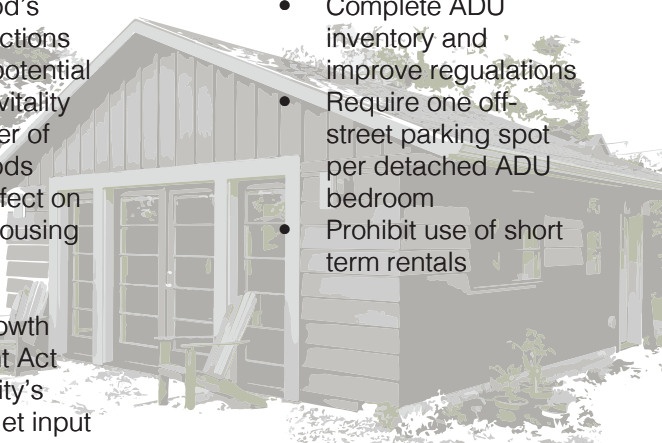 od's
ctions
potential
vitality
er of
ods
fect on
ousing
owth
t Act
ity's
et input
• Complete ADU
inventory and
improve regualations
• Require one off-
street parking spot
per detached ADU
bedroom
• Prohibit use of short
term rentals